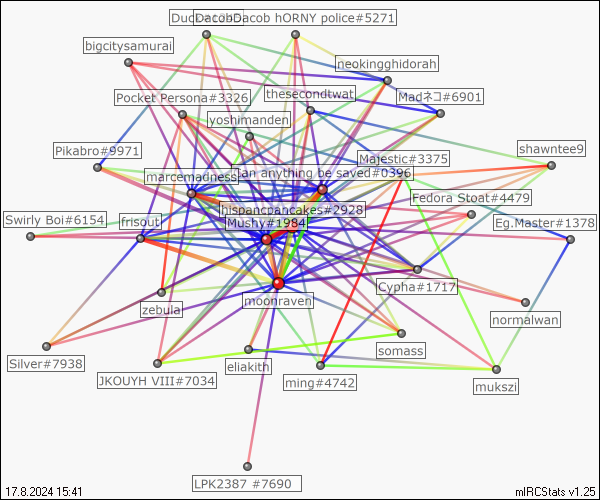 DacobDacob hORNY police#5271
bigcitysamurai
neokingghidorah
thesecondtwat
Pocket Persona#3326
Madネコ#6901
yoshimanden
shawntee9
Pikabro#9971
Majestic#3375
marcemadness
an anything be saved#0396
Fedora Stoat#4479
hispancpancakes#2928
Swirly Boi#6154
frisout
Mushy#1984
Eg.Master#1378
Cypha#1717
moonraven
zebula
normalwan
somass
Silver#7938
eliakith
JKOUYH VIII#7034
ming#4742
mukszi
LPK2387 #7690
17.8.2024 15:41
mIRCStats v1.25